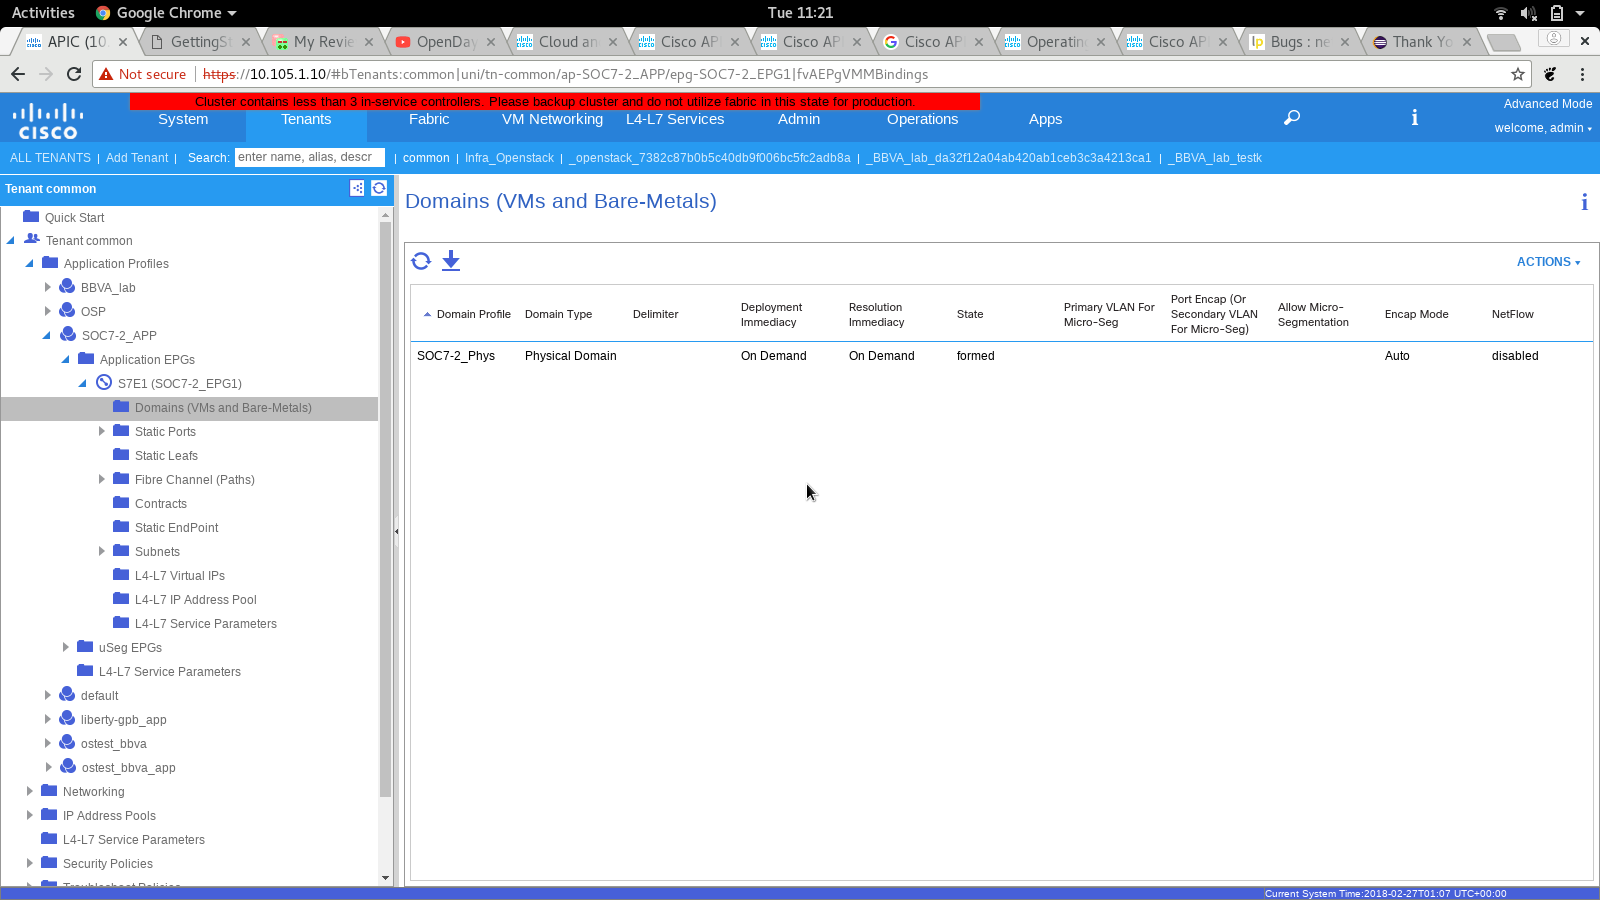 Activities Google Chrome Tue 11:21
APIC (10. GettingSt My Revie OpenDay Cloud an Cisco API Cisco API Cisco API Operating Cisco API Bugs : ne Thank Yo
Not secure https://10.105.1.10/#bTenants:common|uni/tn-common/ap-SOC7-2_APP/epg-SOC7-2_EPG1|fvAEPgVMMBindings
Cluster contains less than 3 in-service controllers. Please backup cluster and do not utilize fabric in this state for production.
CISCO System Tenants Fabric VM Networking L4-L7 Services Admin Operations Apps i Advanced Mode
welcome, admin
ALL TENANTS | Add Tenant | Search: enter name, alias, descr | common | Infra_Openstack | _openstack_7382c87b0b5c40db9f006bc5fc2adb8a | _BBVA_lab_da32f12a04ab420ab1ceb3c3a4213ca1 | _BBVA_lab_testk
Tenant common
Quick Start
Tenant common
Application Profiles
BBVA_lab
OSP
SOC7-2_APP
Application EPGs
S7E1 (SOC7-2_EPG1)
Domains (VMs and Bare-Metals)
Static Ports
Static Leafs
Fibre Channel (Paths)
Contracts
Static EndPoint
Subnets
L4-L7 Virtual IPs
L4-L7 IP Address Pool
L4-L7 Service Parameters
uSeg EPGs
L4-L7 Service Parameters
default
liberty-gpb_app
ostest_bbva
ostest_bbva_app
Networking
IP Address Pools
L4-L7 Service Parameters
Security Policies
Troubleshoot Policies
Domains (VMs and Bare-Metals) i
ACTIONS
Domain Profile Domain Type Delimiter Deployment Immediacy Resolution Immediacy State Primary VLAN For Micro-Seg Port Encap (Or Secondary VLAN For Micro-Seg) Allow Micro-Segmentation Encap Mode NetFlow
SOC7-2_Phys Physical Domain On Demand On Demand formed Auto disabled
Current System Time:2018-02-27T01:07 UTC+00:00